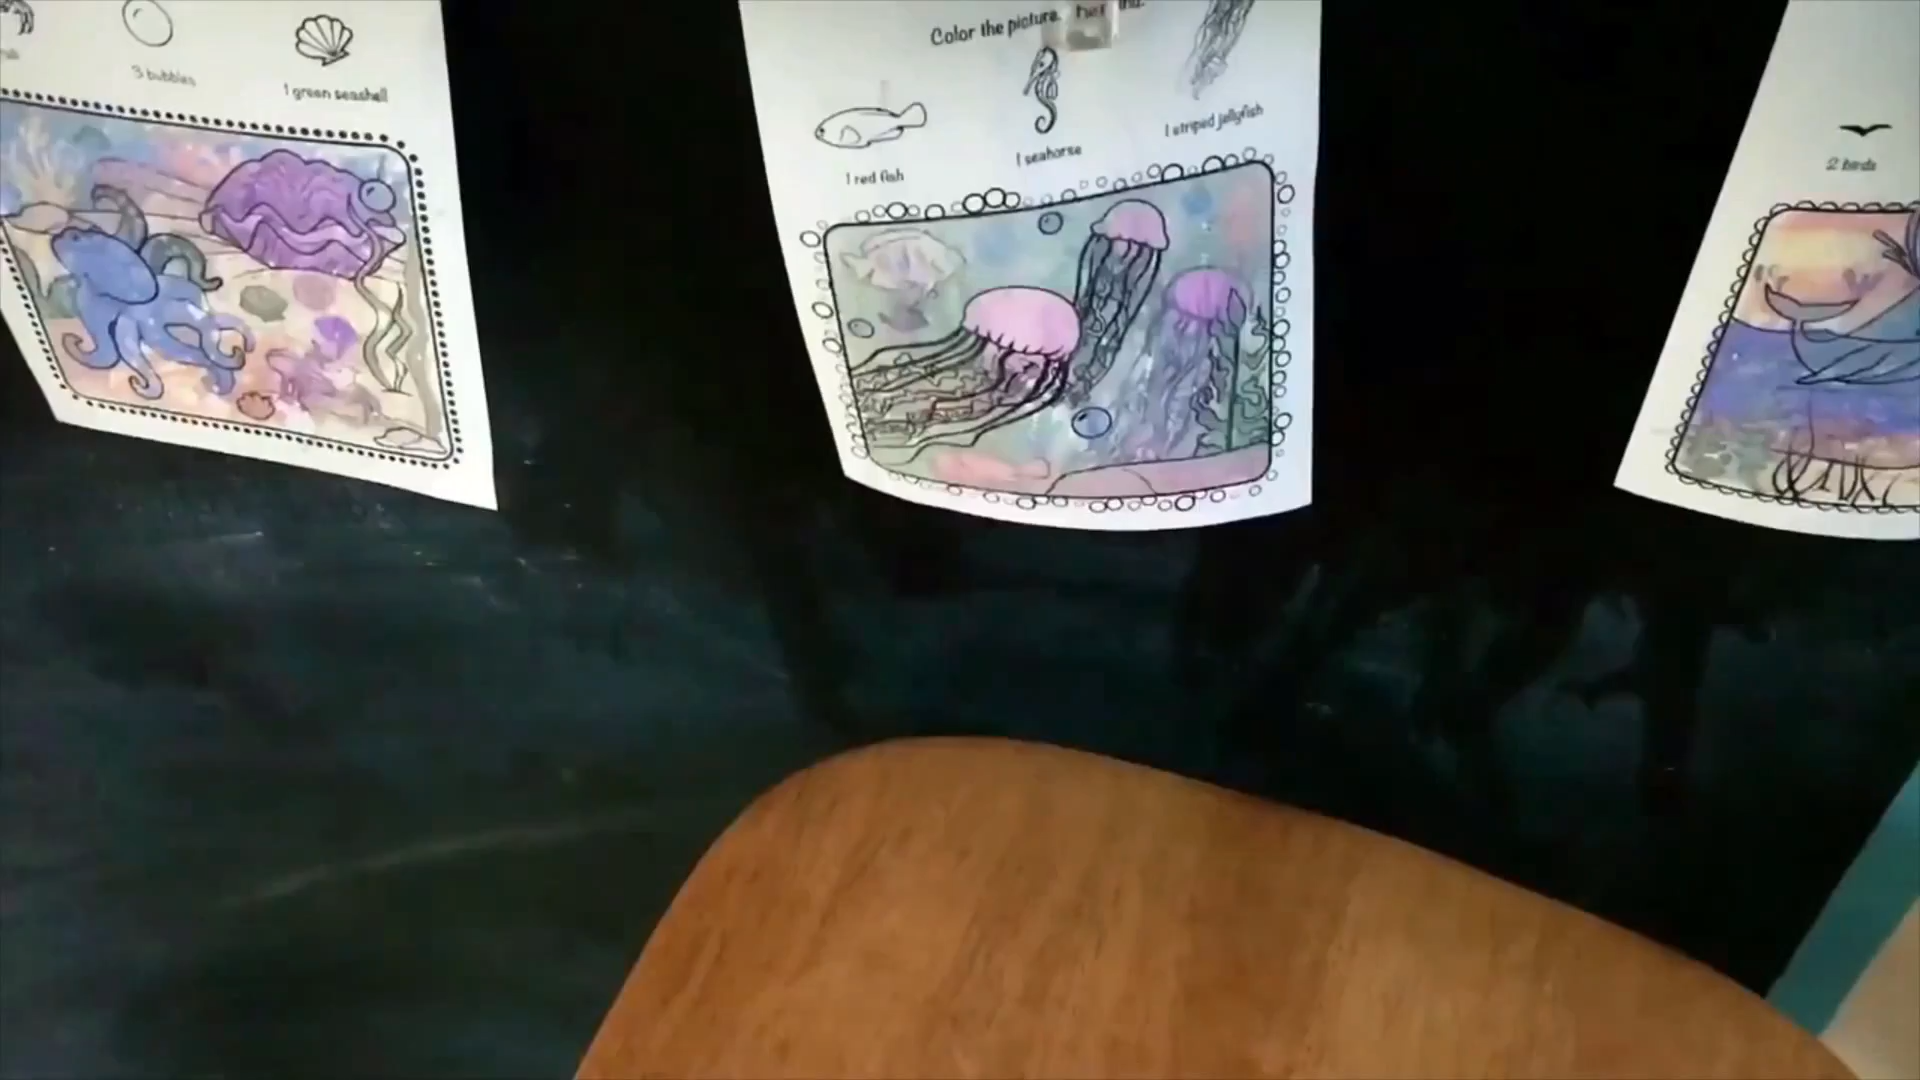 3 bubbles
1 green seashell
Color the picture.
1 red fish
1 seahorse
1 striped jellyfish
2 birds